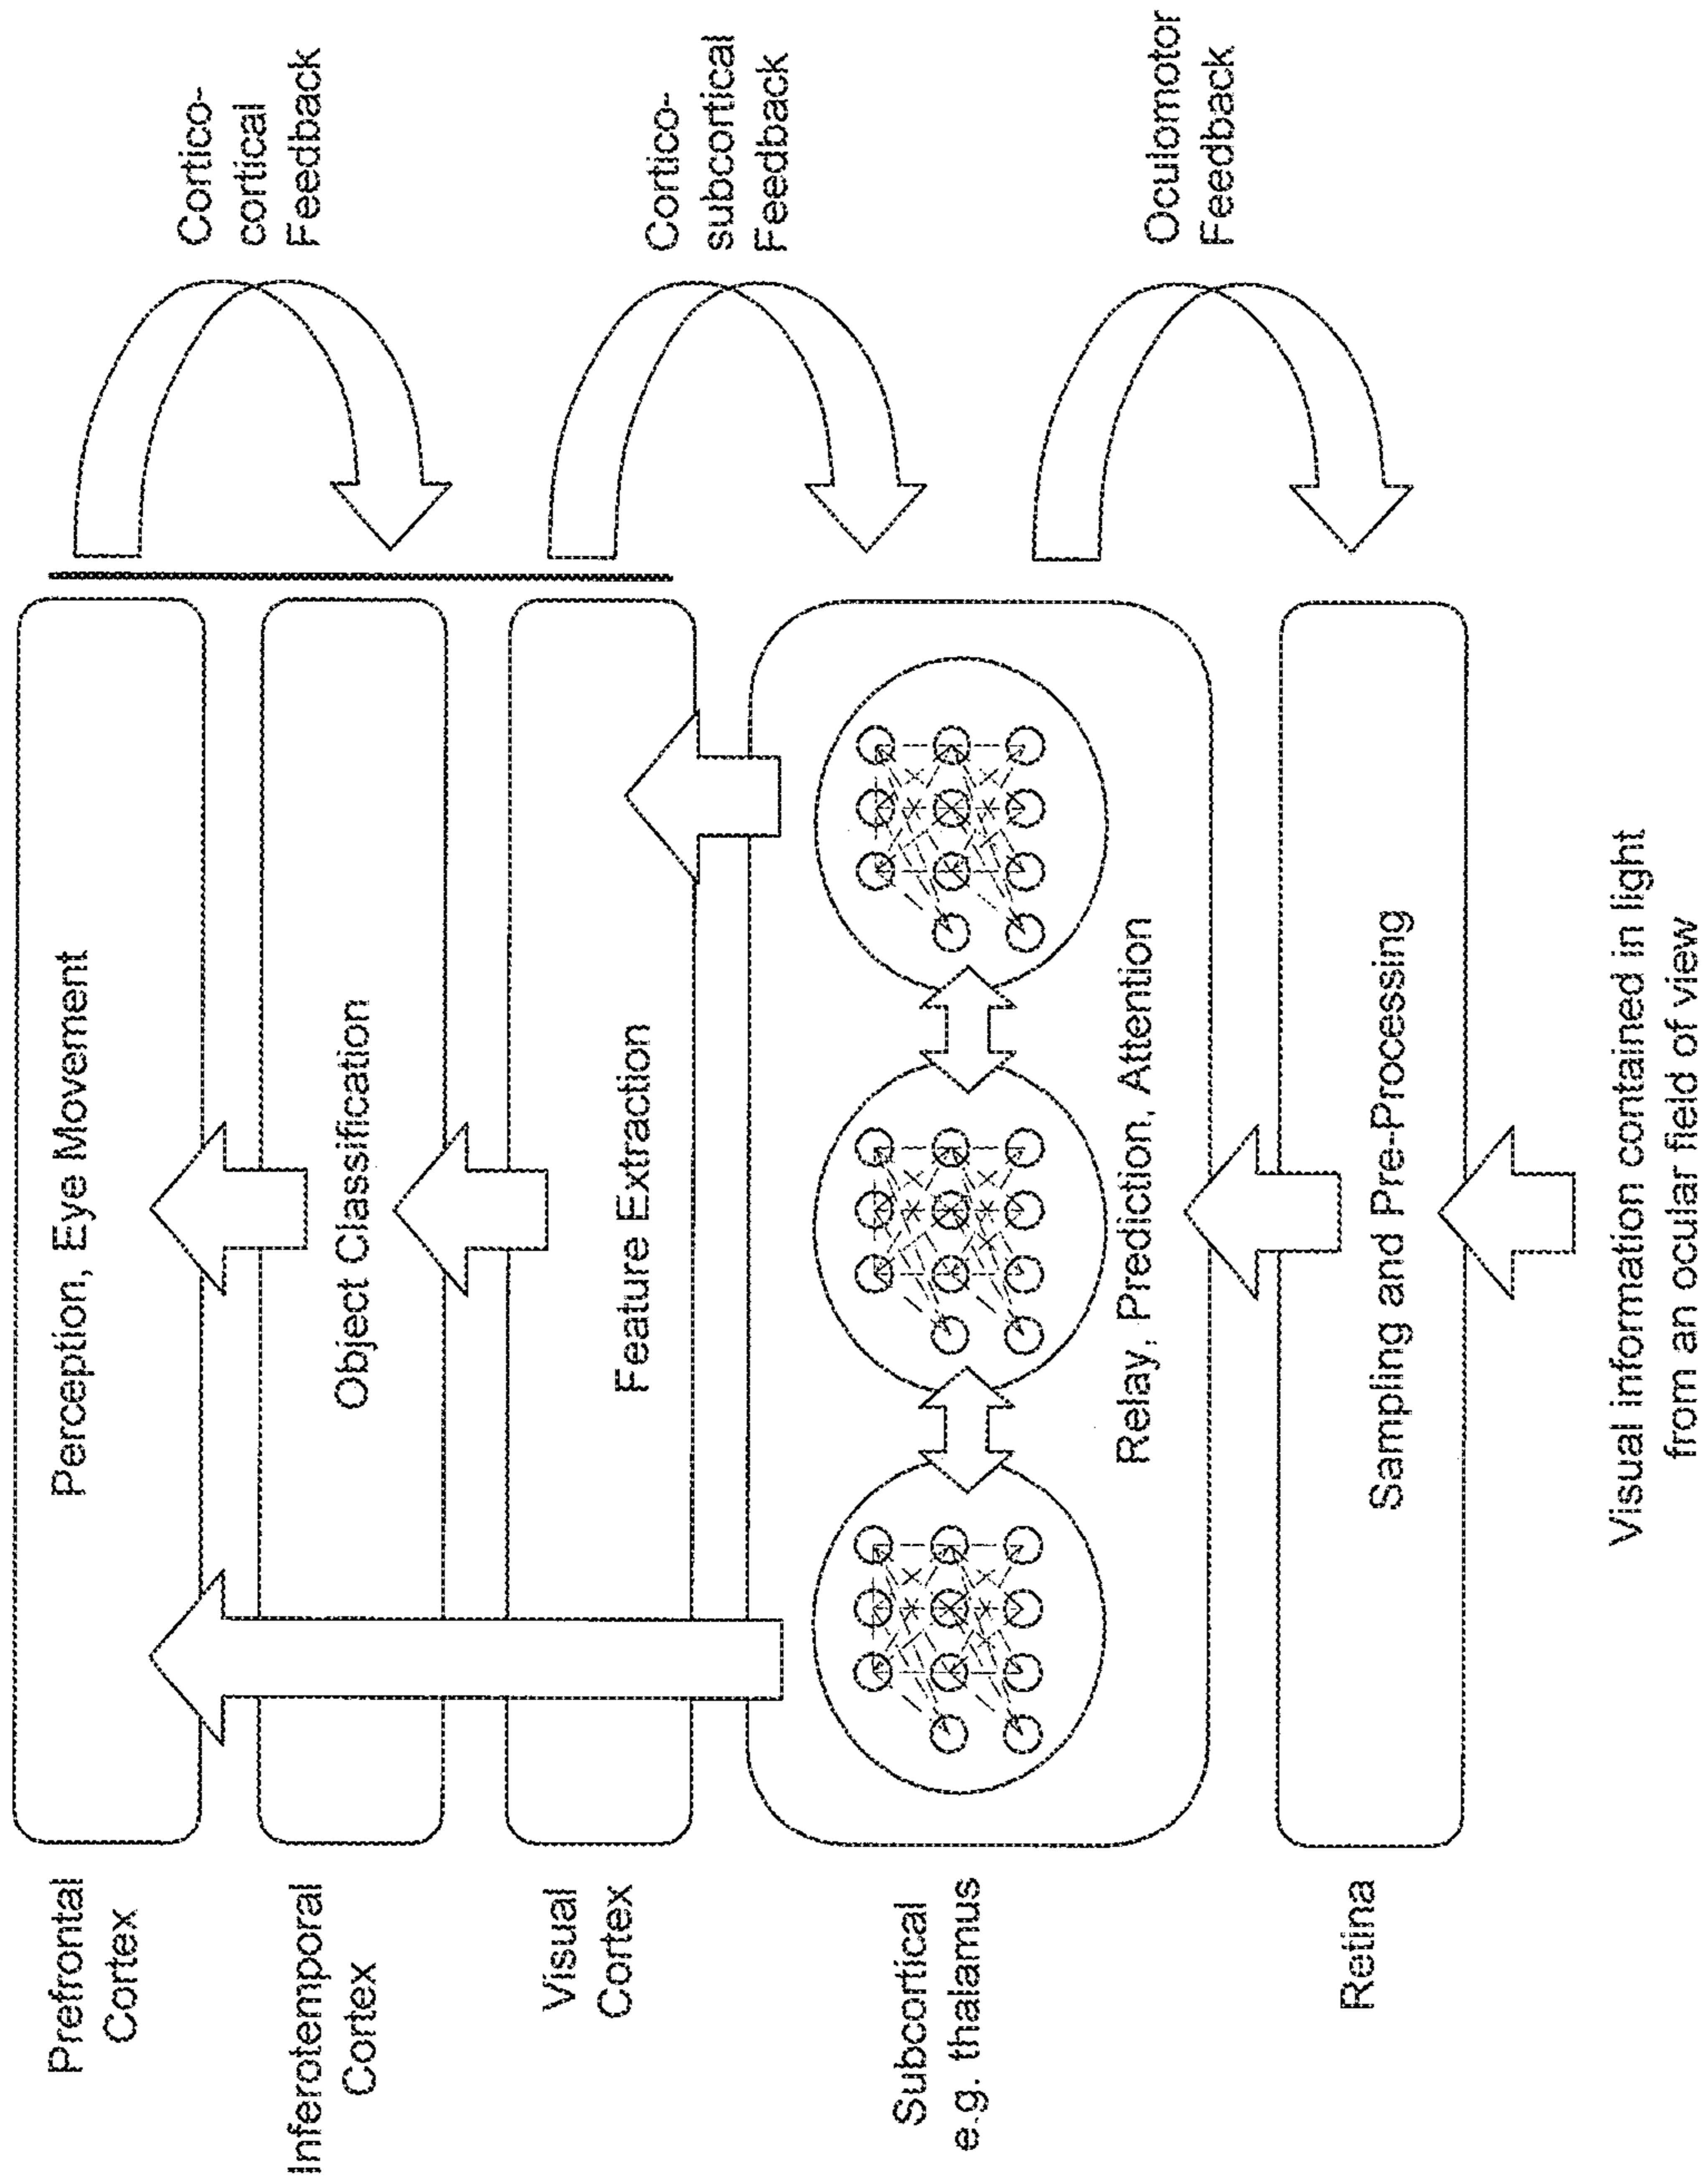 Prefrontal
Cortex
Perception, Eye Movement
Cortico-
cortical
Feedback
Inferotemporal
Cortex
Object Classification
Visual
Cortex
Feature Extraction
Cortico-
subcortical
Feedback
Subcortical
e.g. thalamus
Relay, Prediction, Attention
Oculomotor
Feedback
Retina
Sampling and Pre-Processing
Visual information contained in light
from an ocular field of view